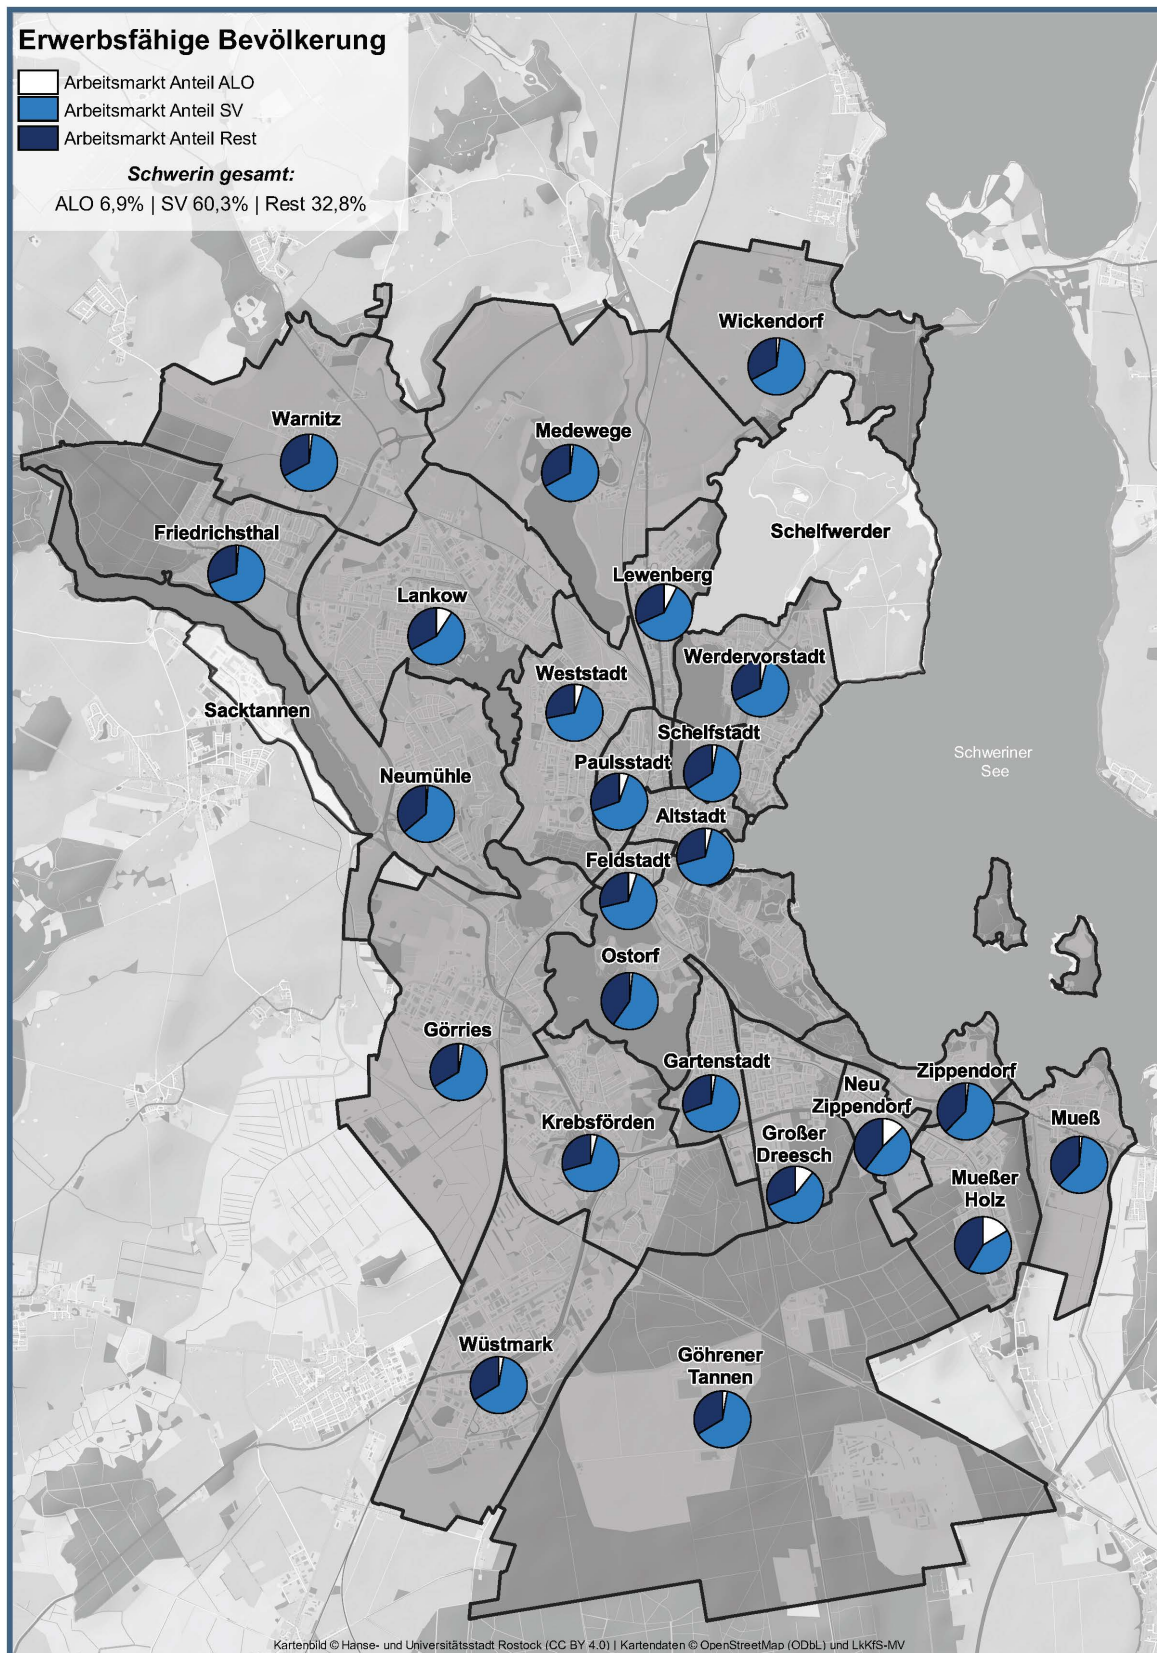 Erwerbsfähige Bevölkerung
Arbeitsmarkt Anteil ALO
Arbeitsmarkt Anteil SV
Arbeitsmarkt Anteil Rest
Schwerin gesamt:
ALO 6,9% | SV 60,3% | Rest 32,8%
Wickendorf
Warnitz
Medewege
Schelfwerder
Friedrichsthal
Lewenberg
Lankow
Werdervorstadt
Weststadt
Sacktannen
Schelfstadt
Schweriner
See
Paulsstadt
Neumühle
Altstadt
Feldstadt
Ostorf
Görries
Gartenstadt
Zippendorf
Neu
Zippendorf
Mueß
Krebsförden
Großer
Dreesch
Mueßer
Holz
Wüstmark
Göhrener
Tannen
Kartenbild © Hanse- und Universitätsstadt Rostock (CC BY 4.0) | Kartendaten © OpenStreetMap (ODbL) und LkKfS-MV